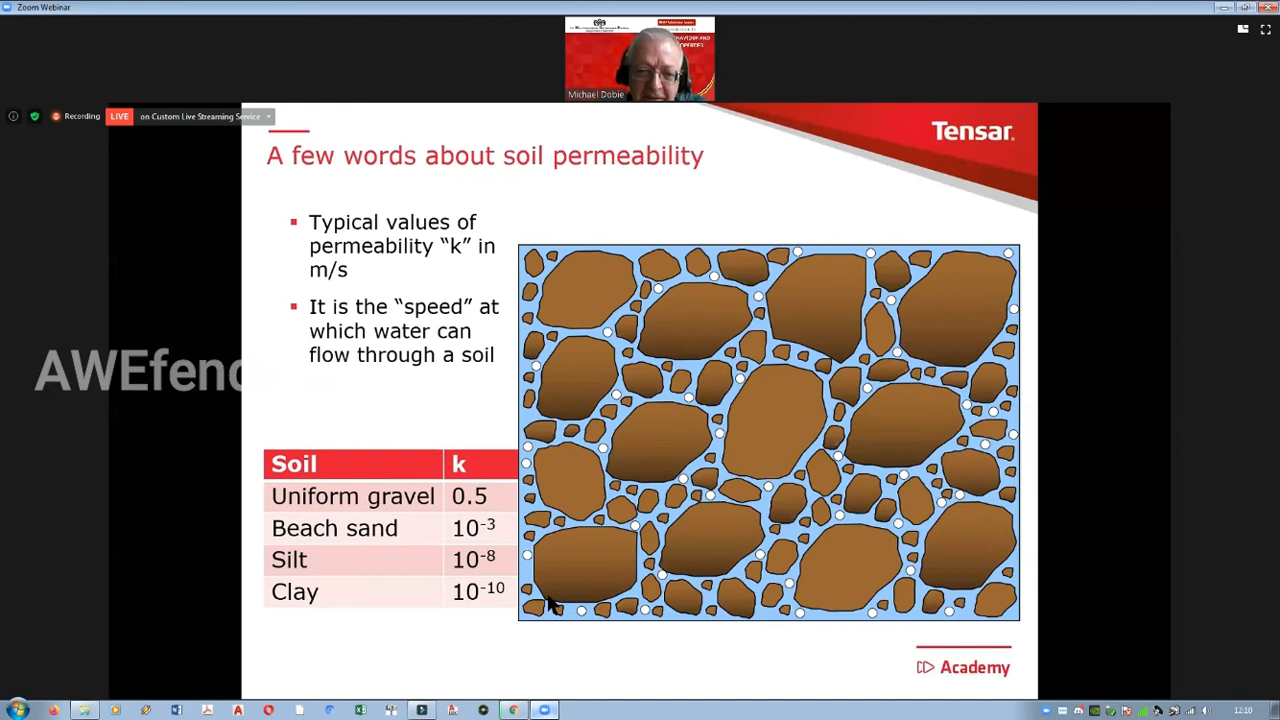 Zoom Webinar
Michael Dobie
Recording
LIVE
on Custom Live Streaming Service
Tensar
A few words about soil permeability
Typical values of
permeability “k” in
m/s
It is the “speed” at
which water can
flow through a soil
AWEfenc
Soil k
Uniform gravel 0.5
Beach sand 10-3
Silt 10-8
Clay 10-10
Academy
12:10